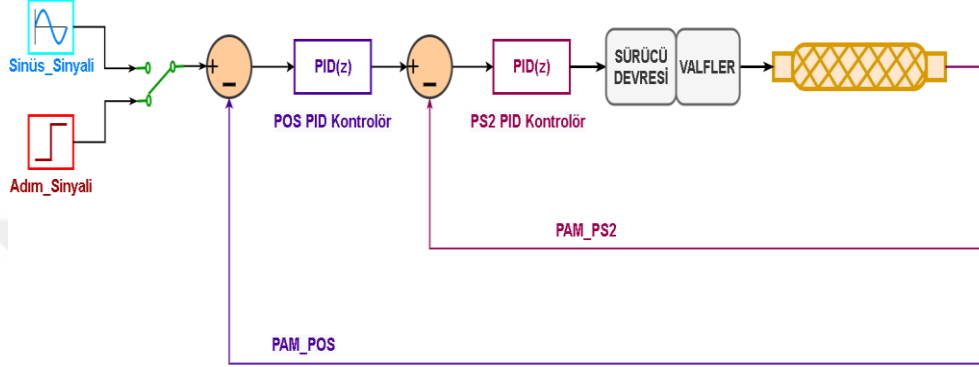 Sinüs_Sinyali
Adım_Sinyali
+
−
PID(z)
POS PID Kontrolör
+
−
PID(z)
PS2 PID Kontrolör
SÜRÜCÜ
DEVRESİ
VALFLER
PAM_PS2
PAM_POS